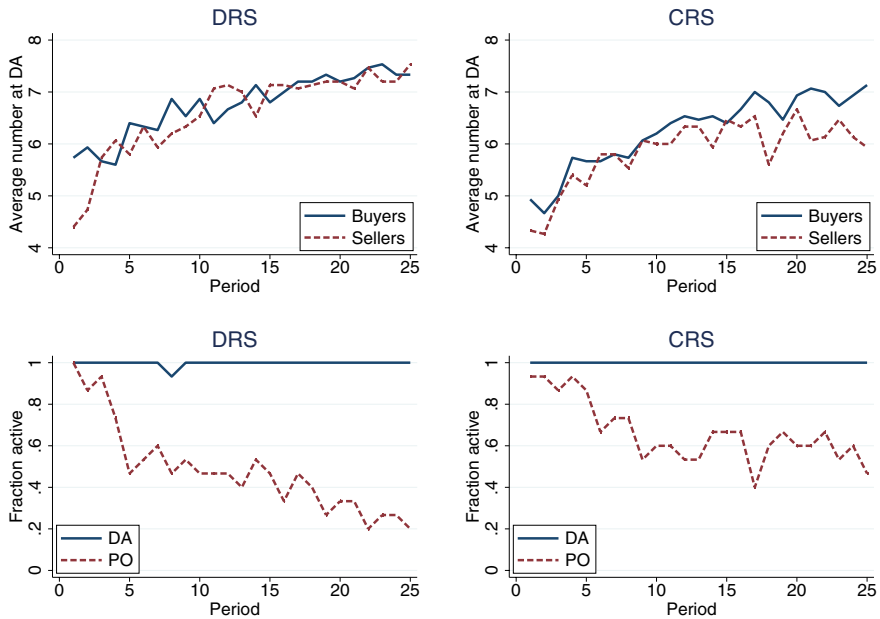 DRS
Average number at DA
8
7
6
5
4
Buyers
Sellers
0 5 10 15 20 25
Period
CRS
Average number at DA
8
7
6
5
4
Buyers
Sellers
0 5 10 15 20 25
Period
DRS
Fraction active
1
.8
.6
.4
.2
0
DA
PO
0 5 10 15 20 25
Period
CRS
Fraction active
1
.8
.6
.4
.2
0
DA
PO
0 5 10 15 20 25
Period